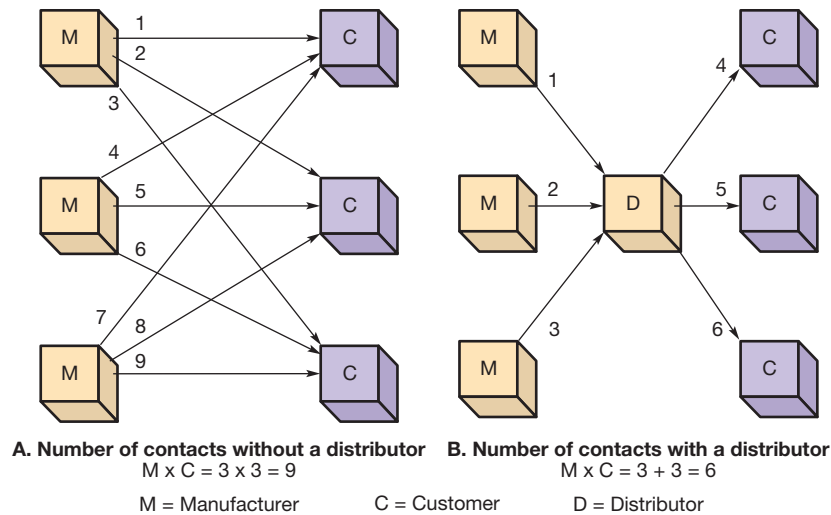 M
1
2
3
C
M
4
5
6
C
M
7
8
9
C
A. Number of contacts without a distributor
M x C = 3 x 3 = 9
M
1
4
C
M
2
D
5
C
M
3
6
C
B. Number of contacts with a distributor
M x C = 3 + 3 = 6
M = Manufacturer
C = Customer
D = Distributor